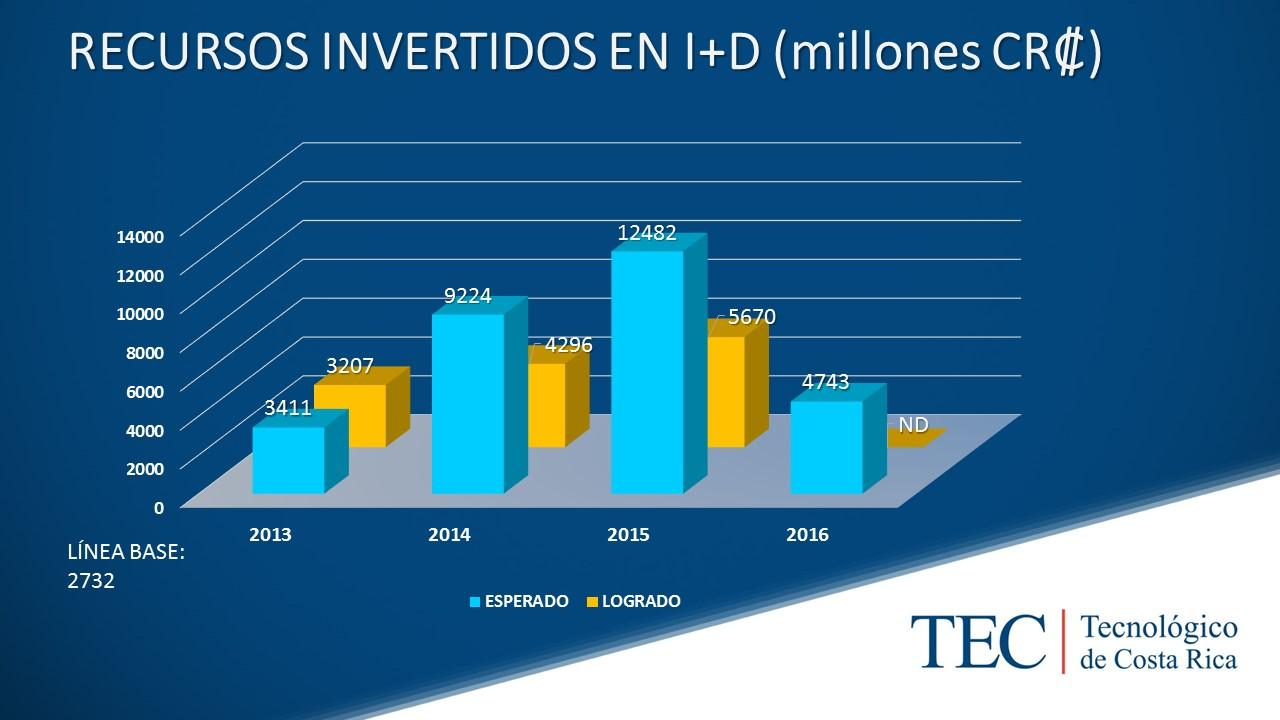 RECURSOS INVERTIDOS EN I+D (millones CR₡)
14000
12000
10000
8000
6000
4000
2000
0
3411
3207
9224
4296
12482
5670
4743
ND
2013
2014
2015
2016
LÍNEA BASE:
2732
ESPERADO
LOGRADO
TEC
Tecnológico
de Costa Rica